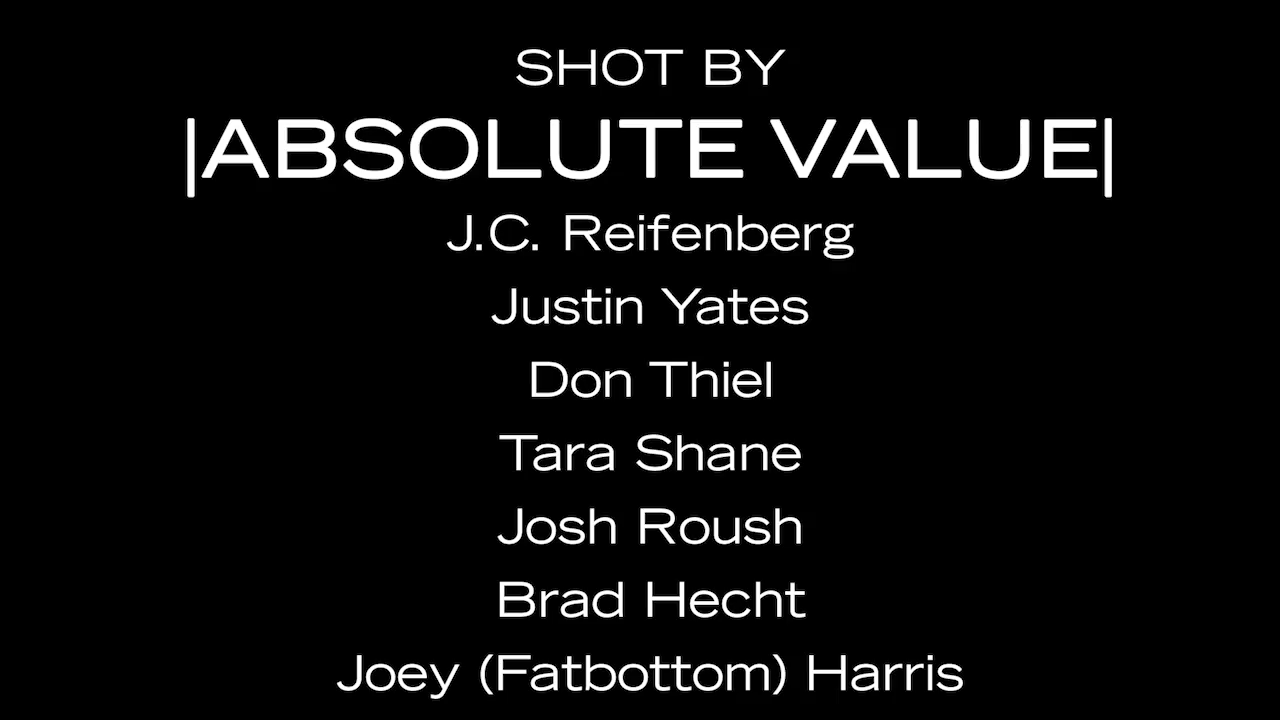 SHOT BY
|ABSOLUTE VALUE|
J.C. Reifenberg
Justin Yates
Don Thiel
Tara Shane
Josh Roush
Brad Hecht
Joey (Fatbottom) Harris